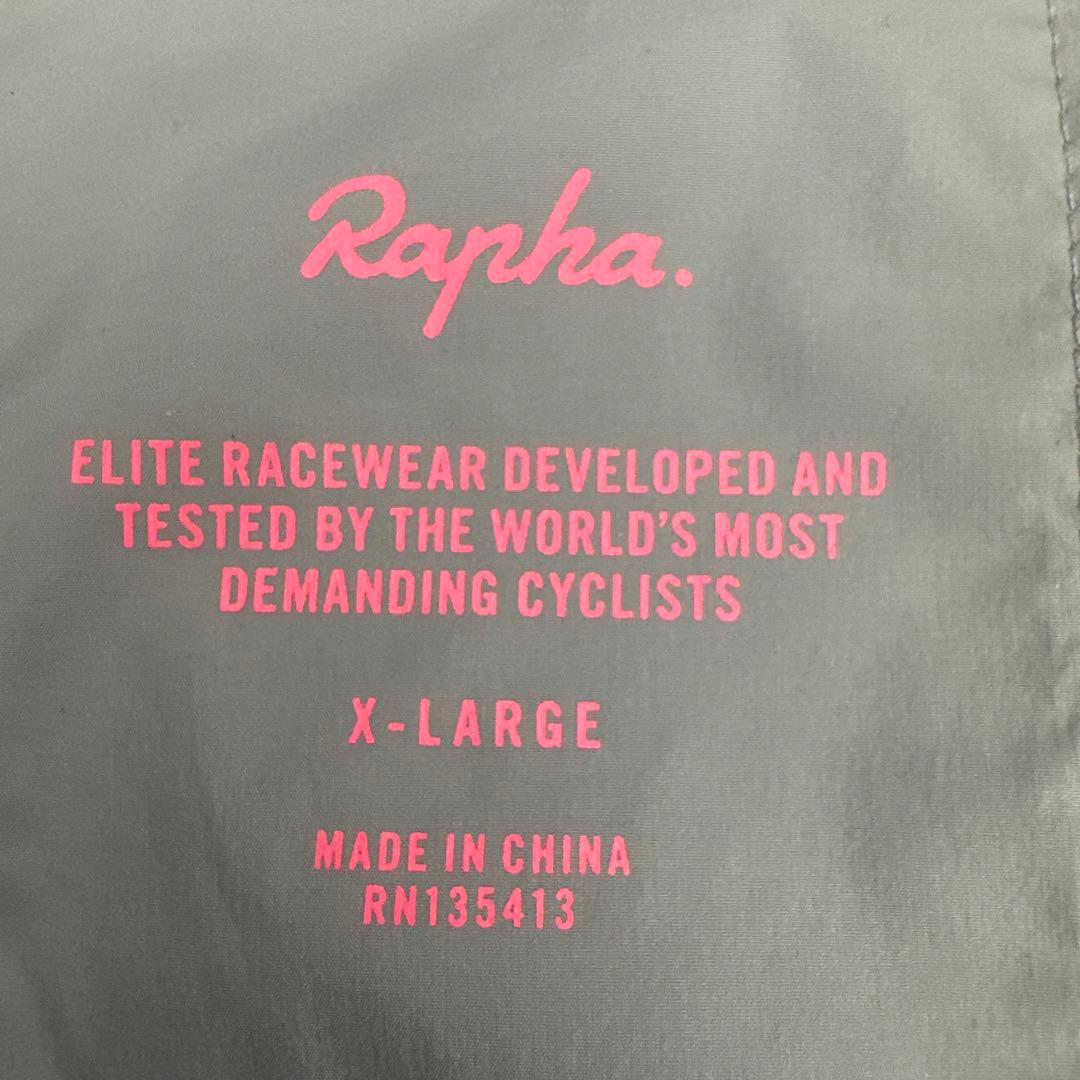 Rapha.
ELITE RACEWEAR DEVELOPED AND
TESTED BY THE WORLD'S MOST
DEMANDING CYCLISTS
X-LARGE
MADE IN CHINA
RN135413